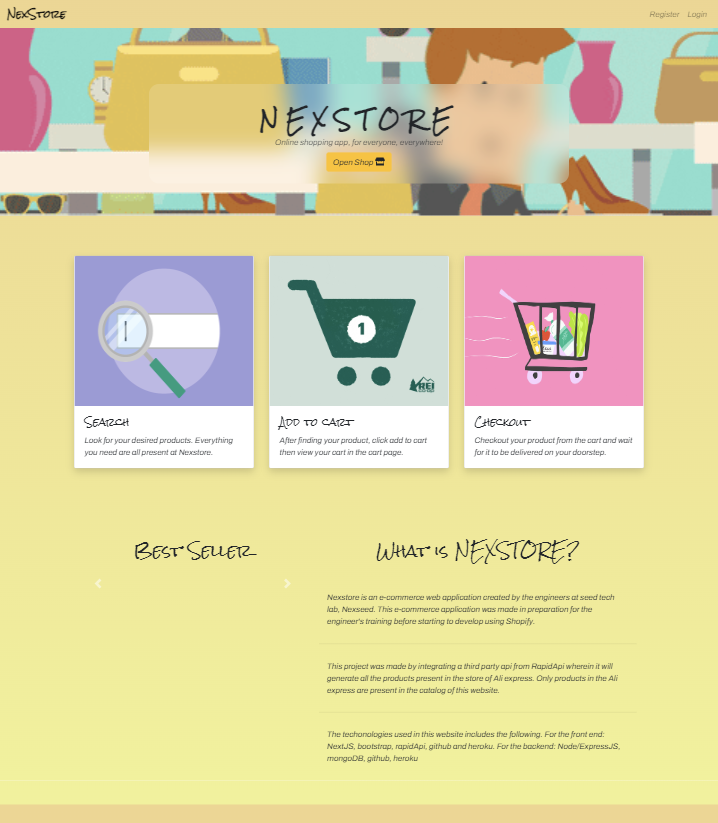 NexStore
Register Login
NEXSTORE
Online shopping app, for everyone, everywhere!
Open Shop
1
REI
Search
Look for your desired products. Everything
you need are all present at Nexstore.
Add to cart
After finding your product, click add to cart
then view your cart in the cart page.
Checkout
Checkout your product from the cart and wait
for it to be delivered on your doorstep.
Best Seller
What is NEXSTORE?
Nexstore is an e-commerce web application created by the engineers at seed tech
lab, Nexseed. This e-commerce application was made in preparation for the
engineer's training before starting to develop using Shopify.
This project was made by integrating a third party api from RapidApi wherein it will
generate all the products present in the store of Ali express. Only products in the Ali
express are present in the catalog of this website.
The techonologies used in this website includes the following. For the front end:
NextJS, bootstrap, rapidApi, github and heroku. For the backend: Node/ExpressJS,
mongoDB, github, heroku